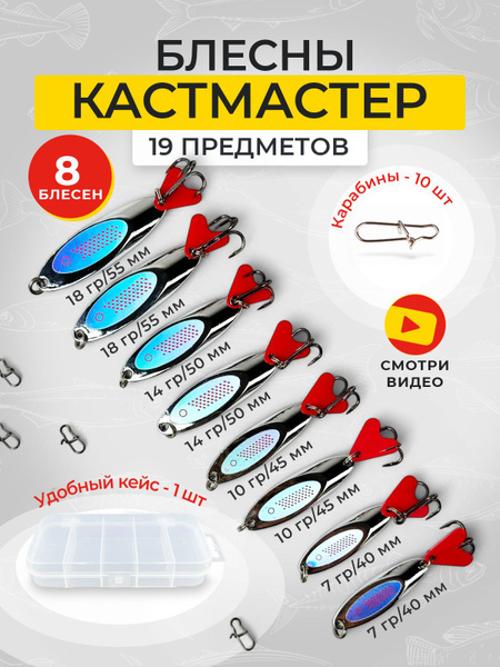 БЛЕСНЫ
КАСТМАСТЕР
19 ПРЕДМЕТОВ
8
БЛЕСЕН
Карабины - 10 шт
18 гр/55 мм
18 гр/55 мм
14 гр/50 мм
14 гр/50 мм
10 гр/45 мм
10 гр/45 мм
7 гр/40 мм
7 гр/40 мм
СМОТРИ
ВИДЕО
Удобный кейс - 1 шт